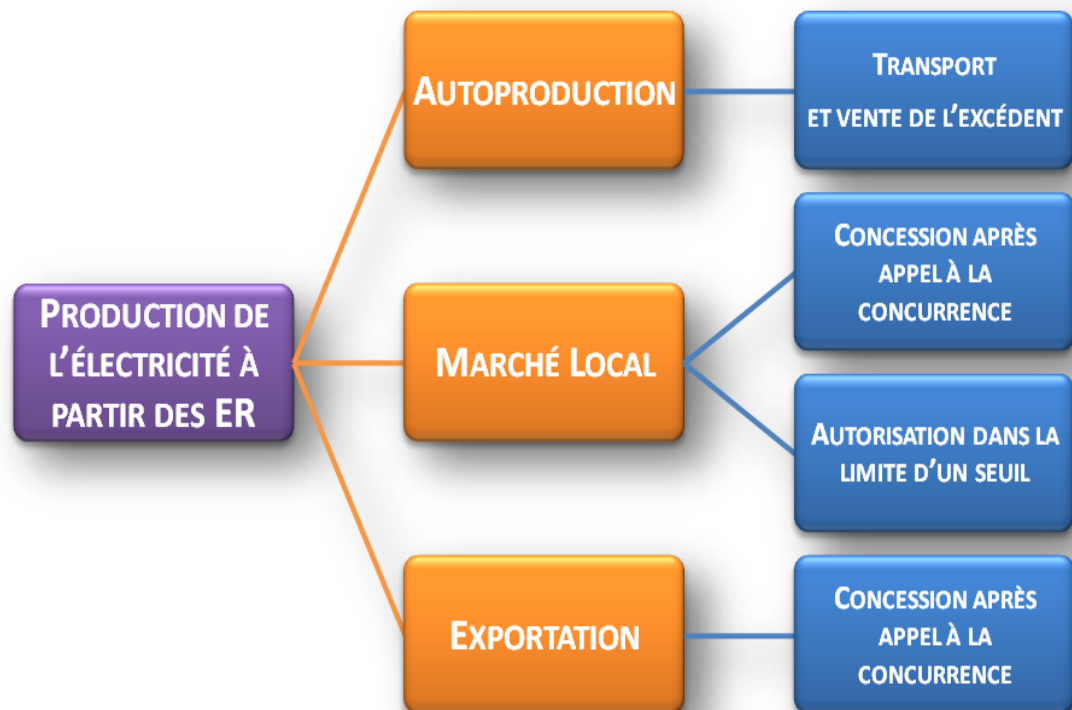 PRODUCTION DE
L'ÉLECTRICITÉ À
PARTIR DES ER
AUTOPRODUCTION
TRANSPORT
ET VENTE DE L'EXCÉDENT
MARCHÉ LOCAL
CONCESSION APRÈS
APPEL À LA
CONCURRENCE
AUTORISATION DANS LA
LIMITE D'UN SEUIL
EXPORTATION
CONCESSION APRÈS
APPEL À LA
CONCURRENCE